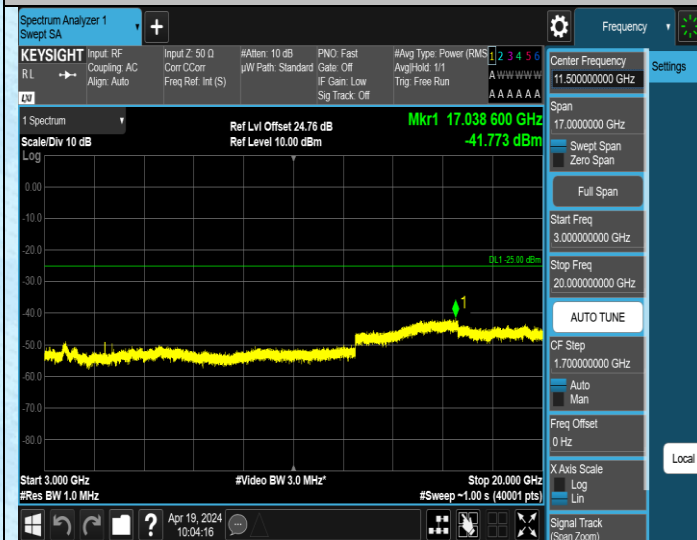 Spectrum Analyzer 1
Swept SA
+
Frequency
KEYSIGHT
RL
LXI
Input: RF
Coupling: AC
Align: Auto
Input Z: 50 Ω
Corr CCorr
Freq Ref: Int (S)
#Atten: 10 dB
µW Path: Standard
PNO: Fast
Gate: Off
IF Gain: Low
Sig Track: Off
#Avg Type: Power (RMS
Avg|Hold: 1/1
Trig: Free Run
1 2 3 4 5 6
A W W W W W
A A A A A A
1 Spectrum
Scale/Div 10 dB
Log
Ref Lvl Offset 24.76 dB
Ref Level 10.00 dBm
Mkr1 17.038 600 GHz
-41.773 dBm
0.00
-10.0
-20.0
DL1 -25.00 dBm
-30.0
1
-40.0
-50.0
-60.0
-70.0
-80.0
Start 3.000 GHz
#Res BW 1.0 MHz
#Video BW 3.0 MHz*
Stop 20.000 GHz
#Sweep ~1.00 s (40001 pts)
?
Apr 19, 2024
10:04:16
Center Frequency
11.500000000 GHz
Span
17.0000000 GHz
Swept Span
Zero Span
Full Span
Start Freq
3.000000000 GHz
Stop Freq
20.000000000 GHz
AUTO TUNE
CF Step
1.700000000 GHz
Auto
Man
Freq Offset
0 Hz
X Axis Scale
Log
Lin
Signal Track
(Span Zoom)
Settings
Local